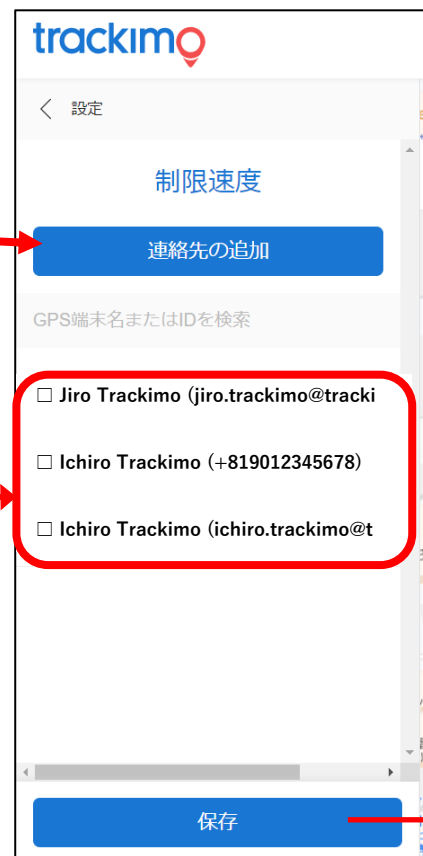 trackimo
設定
制限速度
連絡先の追加
GPS端末名またはIDを検索
□ Jiro Trackimo (jiro.trackimo@tracki
□ Ichiro Trackimo (+819012345678)
□ Ichiro Trackimo (ichiro.trackimo@t
保存